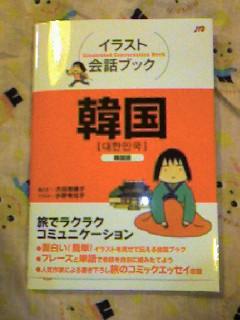 JTB
イラスト
Illustrated Conversation Book
会話ブック
韓国
[대한민국]
韓国語
旅でラクラク
コミュニケーション
●面白い!簡単!イラストを見せて伝える会話ブック
●フレーズと単語で会話を自由に組みたてよう
●人気作家による書き下ろし旅のコミックエッセイ収録